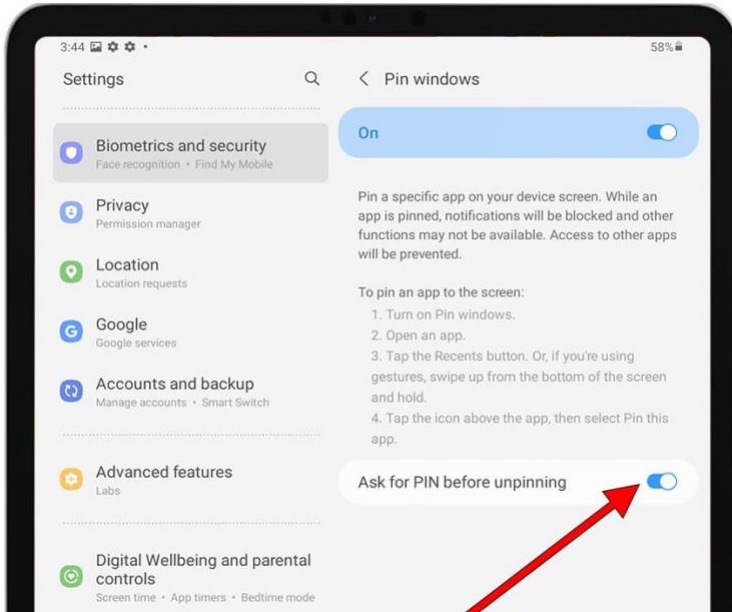 3:44
58%
Settings
Pin windows
On
Biometrics and security
Face recognition • Find My Mobile
Privacy
Permission manager
Location
Location requests
Google
Google services
Accounts and backup
Manage accounts • Smart Switch
Advanced features
Labs
Digital Wellbeing and parental
controls
Screen time • App timers • Bedtime mode
Pin a specific app on your device screen. While an
app is pinned, notifications will be blocked and other
functions may not be available. Access to other apps
will be prevented.
To pin an app to the screen:
1. Turn on Pin windows.
2. Open an app.
3. Tap the Recents button. Or, if you're using
gestures, swipe up from the bottom of the screen
and hold.
4. Tap the icon above the app, then select Pin this
app.
Ask for PIN before unpinning